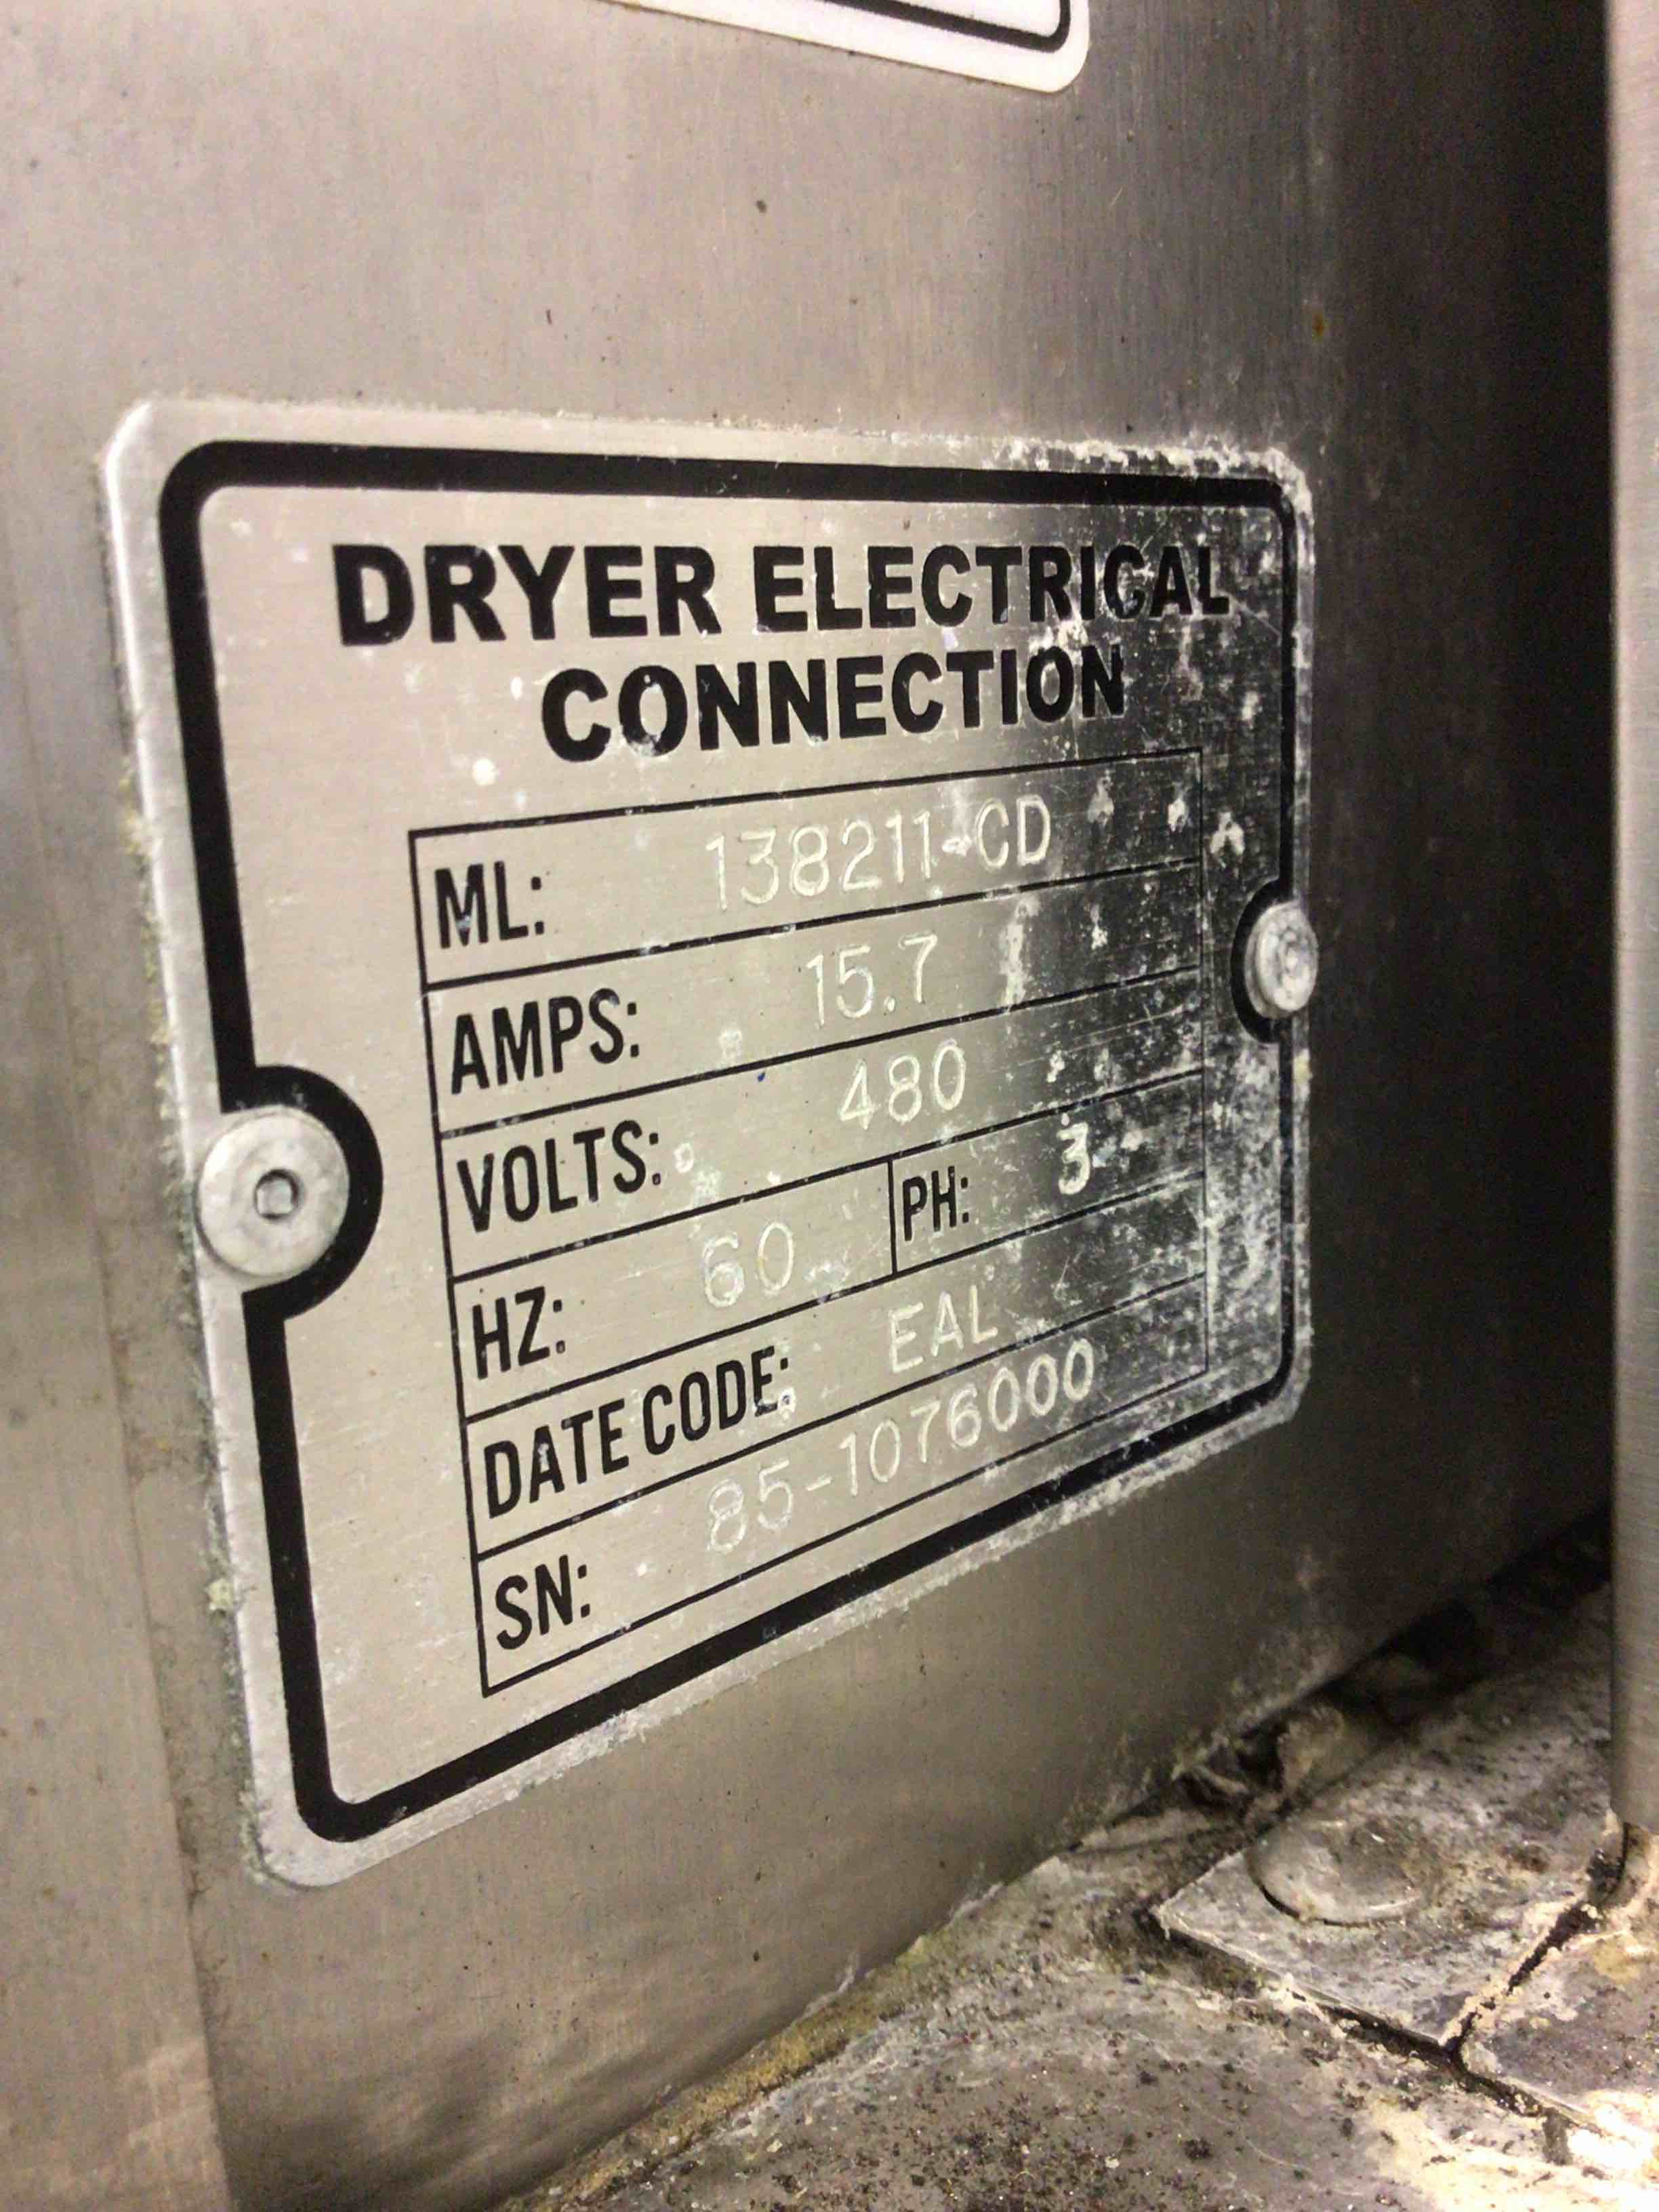 DRYER ELECTRICAL
CONNECTION
ML: 138211-CD
AMPS: 15.7
VOLTS: 480
HZ: 60 PH: 3
DATE CODE: EAL
SN: 85-1076000